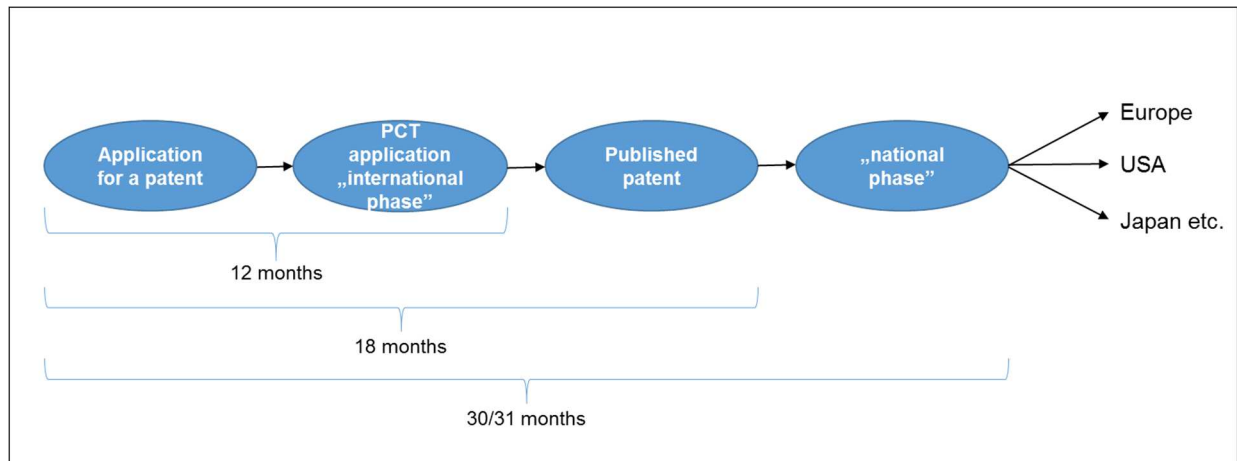 Application
for a patent
PCT
application
„international
phase”
Published
patent
„national
phase”
Europe
USA
Japan etc.
12 months
18 months
30/31 months